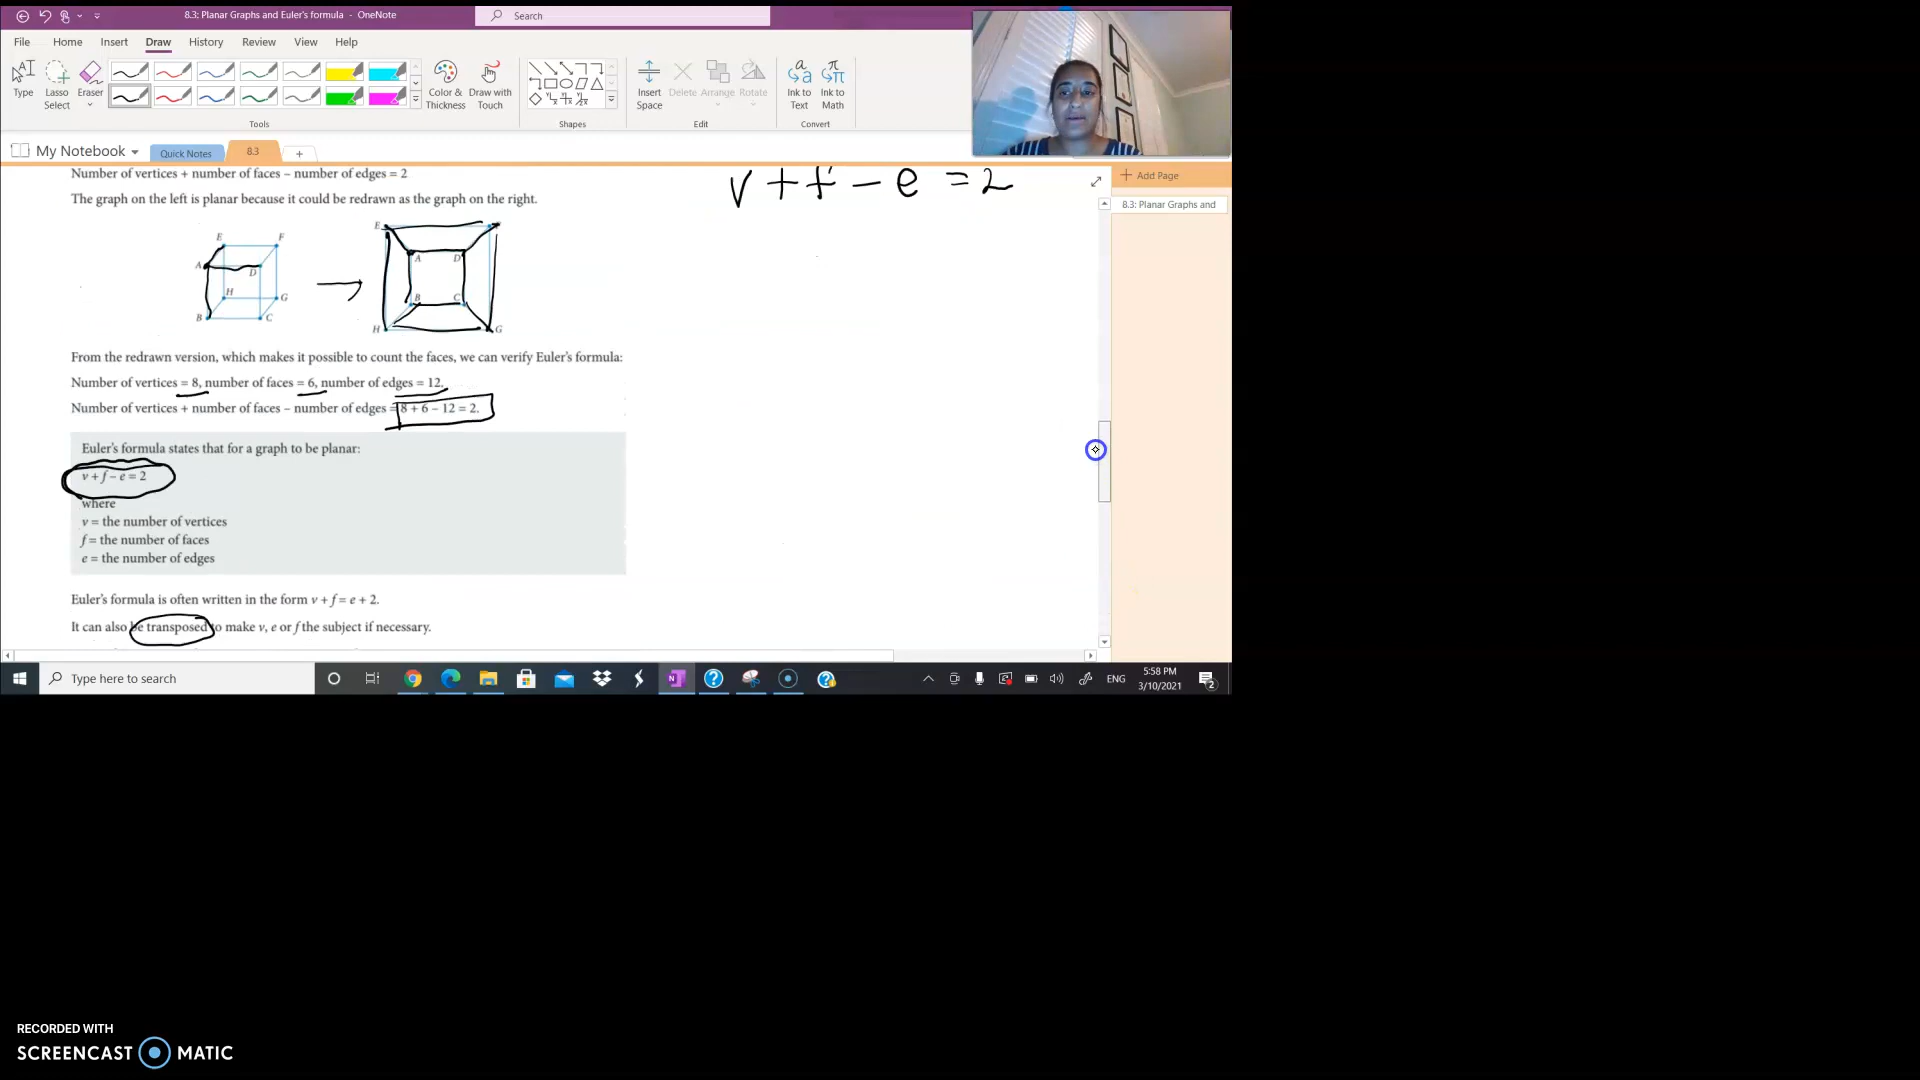 8.3: Planar Graphs and Euler's formula - OneNote
Search
File Home Insert Draw History Review View Help
Type
Lasso Select
Eraser
Color & Thickness
Draw with Touch
Insert Space
Delete
Arrange
Rotate
Ink to Text
Ink to Math
Tools
Shapes
Edit
Convert
My Notebook
Quick Notes
8.3
Add Page
8.3: Planar Graphs and
Number of vertices + number of faces – number of edges = 2
v + f – e = 2
The graph on the left is planar because it could be redrawn as the graph on the right.
E F
A D
H G
B C
E
A D
B C
H G
From the redrawn version, which makes it possible to count the faces, we can verify Euler's formula:
Number of vertices = 8, number of faces = 6, number of edges = 12.
Number of vertices + number of faces – number of edges = 8 + 6 – 12 = 2.
Euler's formula states that for a graph to be planar:
v + f – e = 2
where
v = the number of vertices
f = the number of faces
e = the number of edges
Euler's formula is often written in the form v + f = e + 2.
It can also be transposed to make v, e or f the subject if necessary.
Type here to search
ENG
5:58 PM
3/10/2021
2
RECORDED WITH
SCREENCAST MATIC